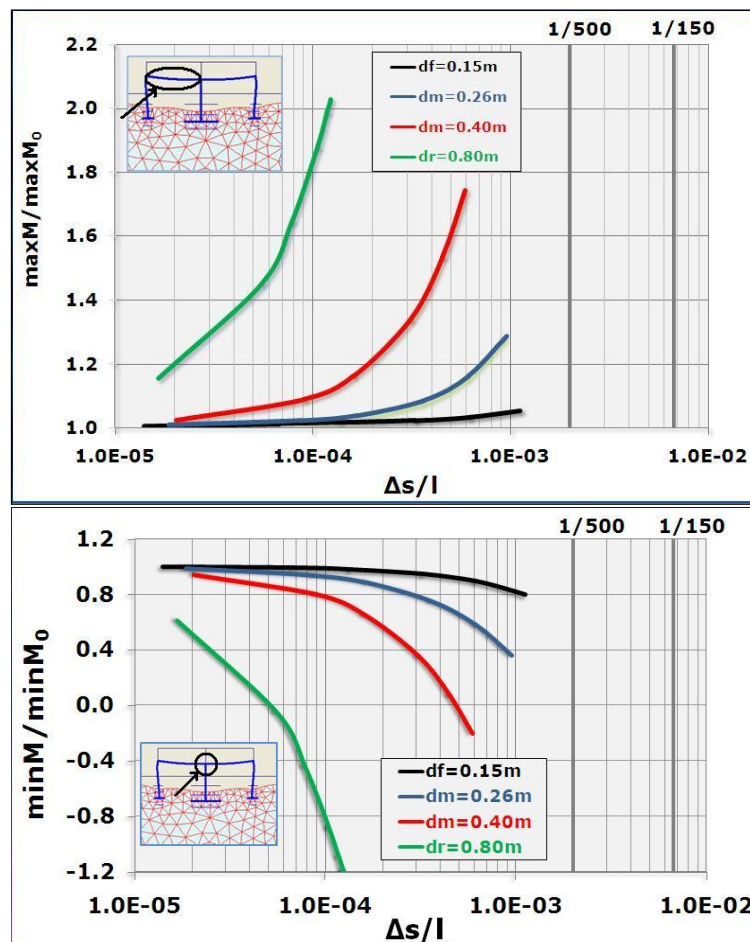 1/500 1/150
2.2
2.0
1.8
1.6
1.4
1.2
1.0
maxM/maxM₀
df=0.15m
dm=0.26m
dm=0.40m
dr=0.80m
1.0E-05 1.0E-04 1.0E-03 1.0E-02
Δs/l
1/500 1/150
1.2
0.8
0.4
0.0
-0.4
-0.8
-1.2
minM/minM₀
df=0.15m
dm=0.26m
dm=0.40m
dr=0.80m
1.0E-05 1.0E-04 1.0E-03 1.0E-02
Δs/l